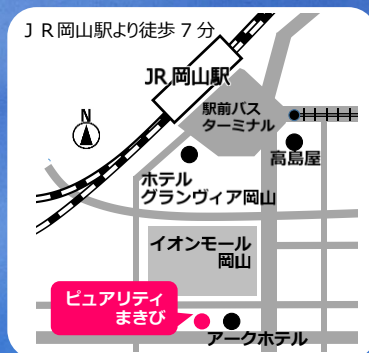 ＪＲ岡山駅より徒歩７分
JR岡山駅
駅前バス
ターミナル
N
高島屋
ホテル
グランヴィア岡山
イオンモール
岡山
ピュアリティ
まきび
アークホテル